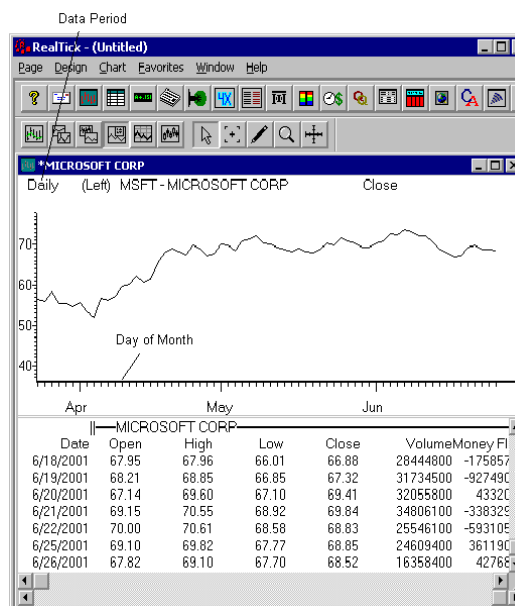 Data Period
RealTick - (Untitled)
Page Design Chart Favorites Window Help
*MICROSOFT CORP
Daily (Left) MSFT - MICROSOFT CORP Close
70
60
50
40
Day of Month
Apr May Jun
MICROSOFT CORP
Date Open High Low Close Volume Money Fl
6/18/2001 67.95 67.96 66.01 66.88 28444800 -175857
6/19/2001 68.21 68.85 66.85 67.32 31734500 -927490
6/20/2001 67.14 69.60 67.10 69.41 32055800 43320
6/21/2001 69.15 70.55 68.92 69.84 34806100 -338329
6/22/2001 70.00 70.61 68.58 68.83 25546100 -593105
6/25/2001 69.10 69.82 67.77 68.85 24609400 361190
6/26/2001 67.82 69.10 67.70 68.52 16358400 42768